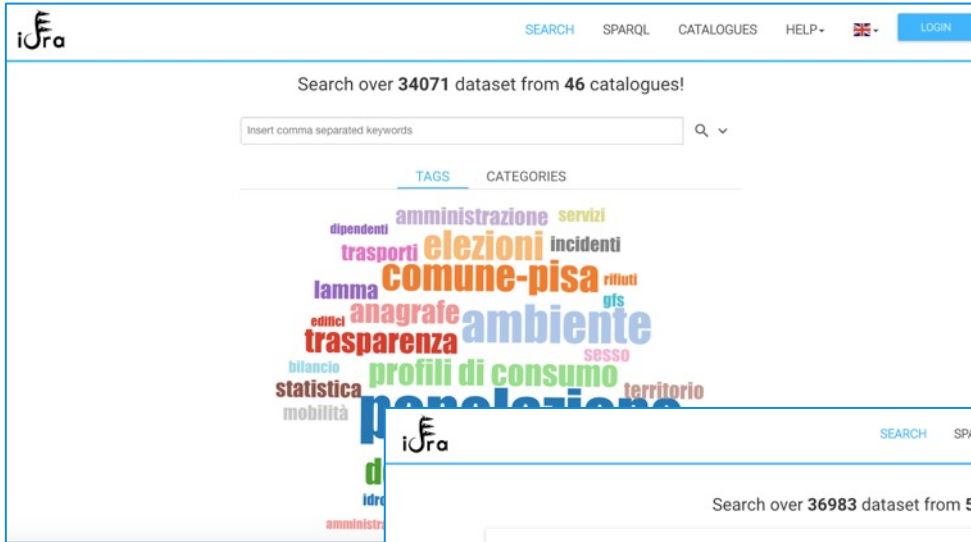 idra
SEARCH SPARQL CATALOGUES HELP LOGIN
Search over 34071 dataset from 46 catalogues!
Insert comma separated keywords
TAGS CATEGORIES
amministrazione servizi
dipendenti
trasporti elezioni incidenti
comune-pisa rifiuti
lamma gfs
edifici anagrafe ambiente
trasparenza
sesso
bilancio profili di consumo
statistica territorio
mobilità
idra
SEARCH
Search over 36983 dataset from